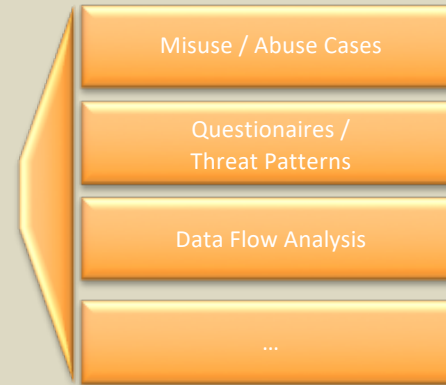 Misuse / Abuse Cases
Questionaires /
Threat Patterns
Data Flow Analysis
...